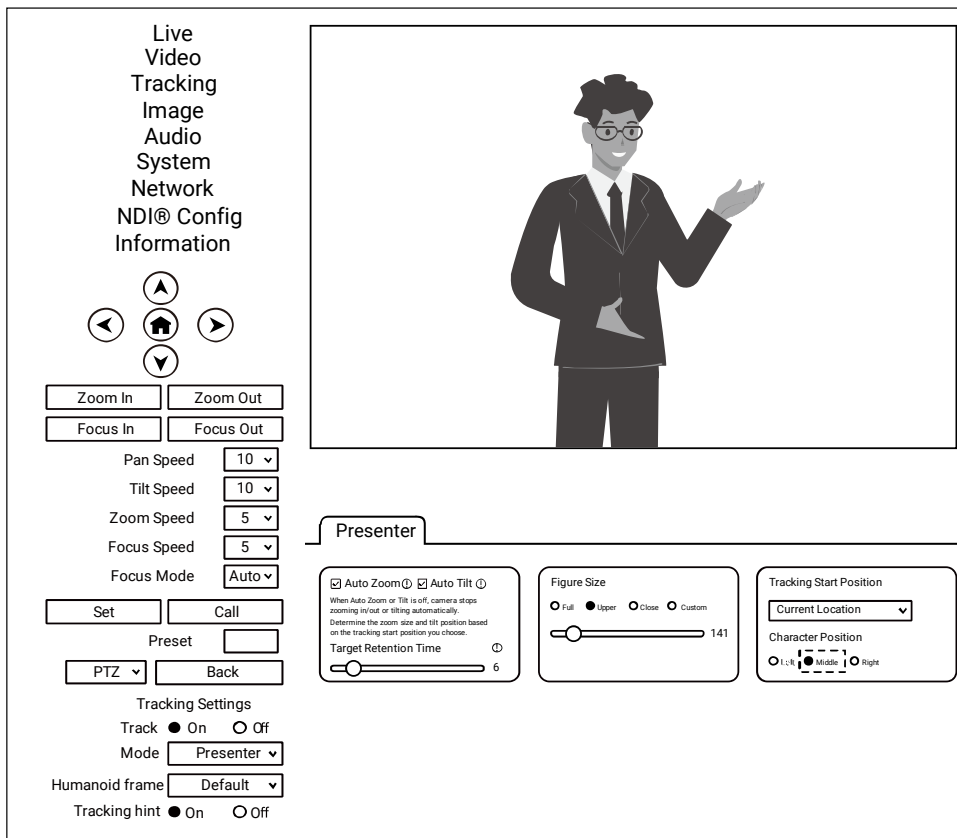 Live
Video
Tracking
Image
Audio
System
Network
NDI® Config
Information
Zoom In Zoom Out
Focus In Focus Out
Pan Speed 10
Tilt Speed 10
Zoom Speed 5
Focus Speed 5
Focus Mode Auto
Set Call
Preset
PTZ Back
Tracking Settings
Track On Off
Mode Presenter
Humanoid frame Default
Tracking hint On Off
Presenter
Auto Zoom Auto Tilt
When Auto Zoom or Tilt is off, camera stops
zooming in/out or tilting automatically.
Determine the zoom size and tilt position based
on the tracking start position you choose.
Target Retention Time
6
Figure Size
Full Upper Close Custom
141
Tracking Start Position
Current Location
Character Position
Middle Right